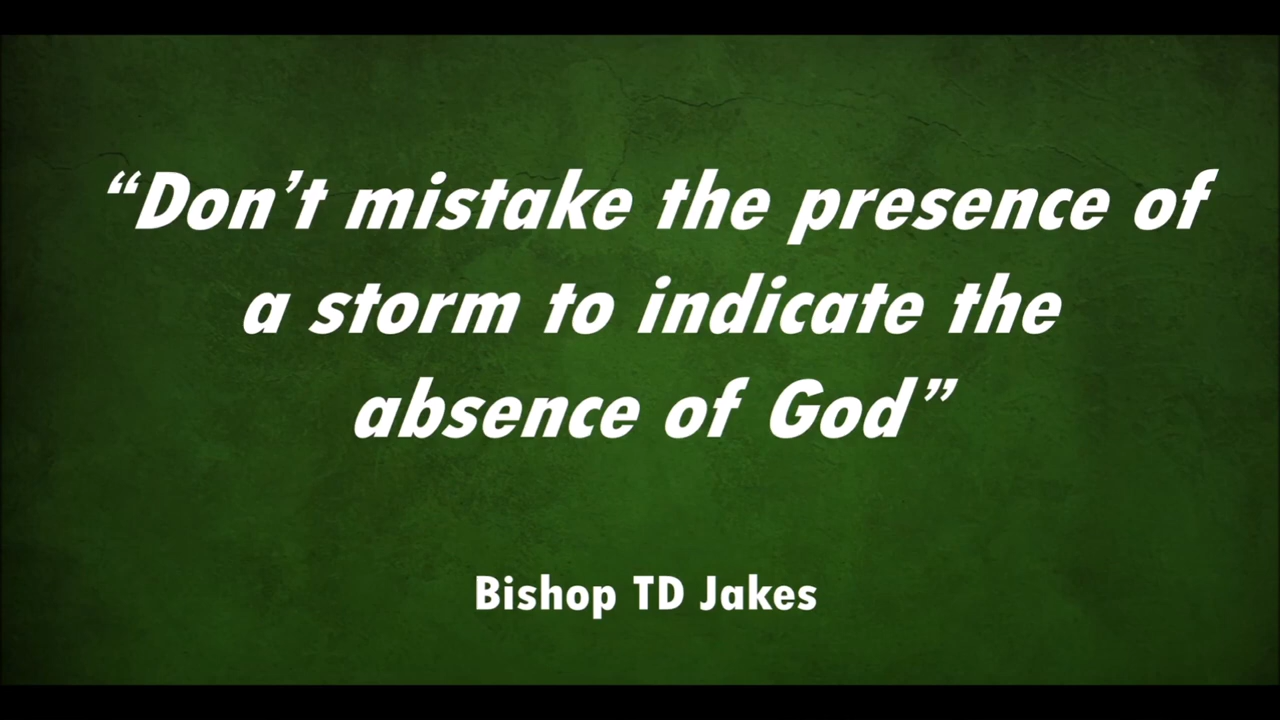 “Don’t mistake the presence of
a storm to indicate the
absence of God”
Bishop TD Jakes